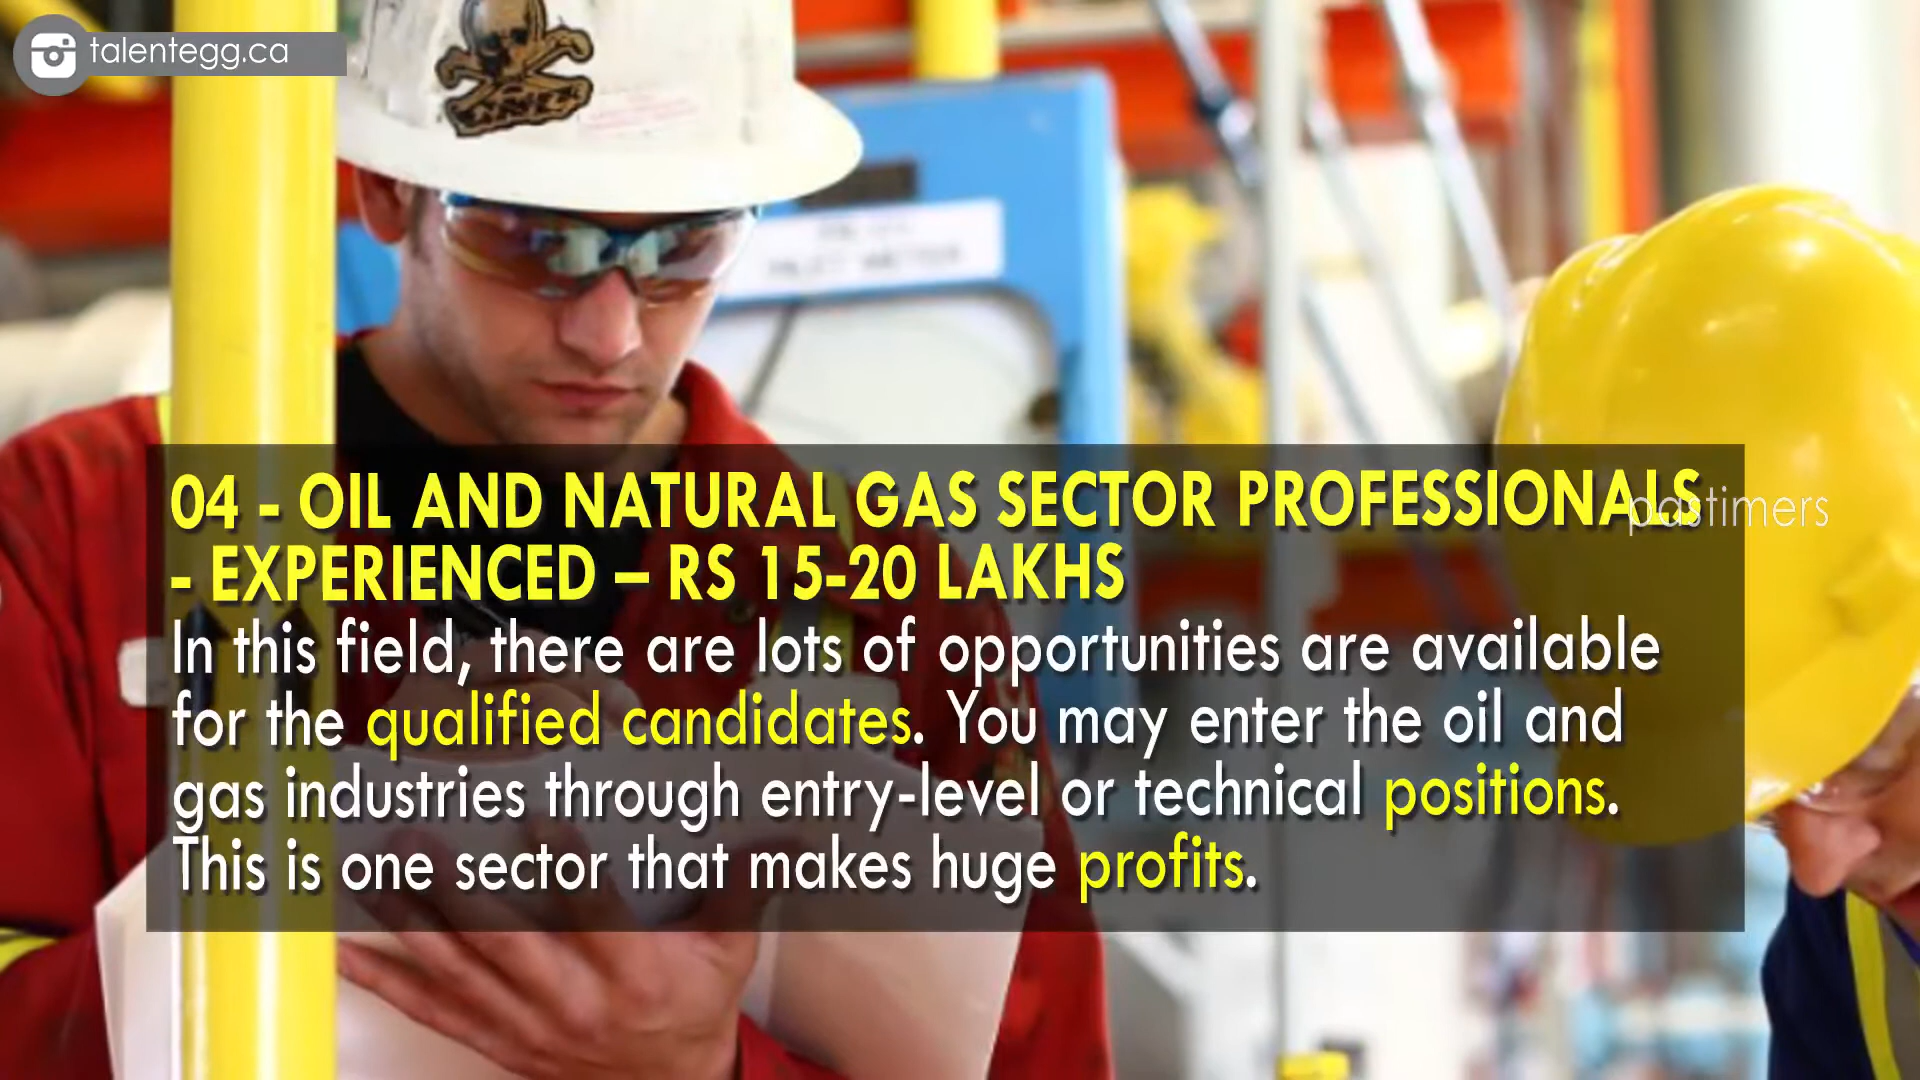 talentegg.ca
04 - OIL AND NATURAL GAS SECTOR PROFESSIONALS
pastimers
- EXPERIENCED – RS 15-20 LAKHS
In this field, there are lots of opportunities are available
for the qualified candidates. You may enter the oil and
gas industries through entry-level or technical positions.
This is one sector that makes huge profits.